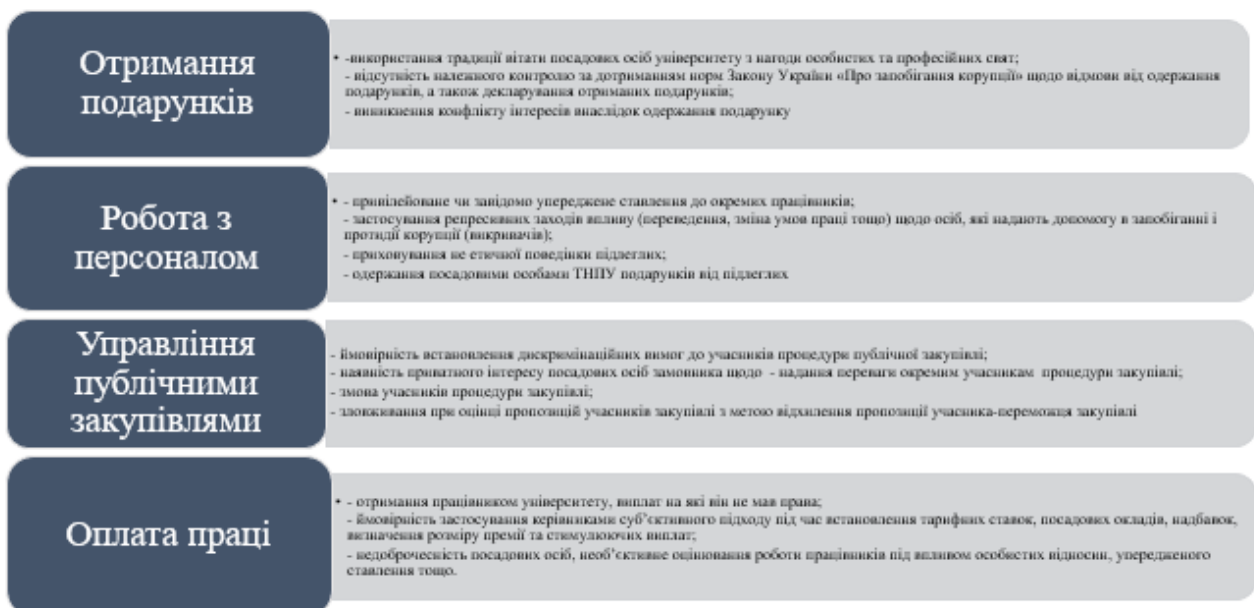 Отримання
подарунків
• -використання традиції вітати посадових осіб університету з нагоди особистих та професійних свят;
- відсутність належного контролю за дотриманням норм Закону України «Про запобігання корупції» щодо відмови від одержання
подарунків, а також декларування отриманих подарунків;
- виникнення конфлікту інтересів внаслідок одержання подарунку
Робота з
персоналом
• - привілейоване чи завідомо упереджене ставлення до окремих працівників;
- застосування репресивних заходів впливу (переведення, зміна умов праці тощо) щодо осіб, які надають допомогу в запобіганні і
протидії корупції (викривачів);
- приховування не етичної поведінки підлеглих;
- одержання посадовими особами ТНПУ подарунків від підлеглих
Управління
публічними
закупівлями
- ймовірність встановлення дискримінаційних вимог до учасників процедури публічної закупівлі;
- наявність приватного інтересу посадових осіб замовника щодо - надання переваги окремим учасникам процедури закупівлі;
- змова учасників процедури закупівлі;
- зловживання при оцінці пропозицій учасників закупівлі з метою відхилення пропозиції учасника-переможця закупівлі
Оплата праці
• - отримання працівником університету, виплат на які він не мав права;
- ймовірність застосування керівниками суб’єктивного підходу під час встановлення тарифних ставок, посадових окладів, надбавок,
визначення розміру премії та стимулюючих виплат;
- недоброчесність посадових осіб, необ’єктивне оцінювання роботи працівників під впливом особистих відносин, упередженого
ставлення тощо.